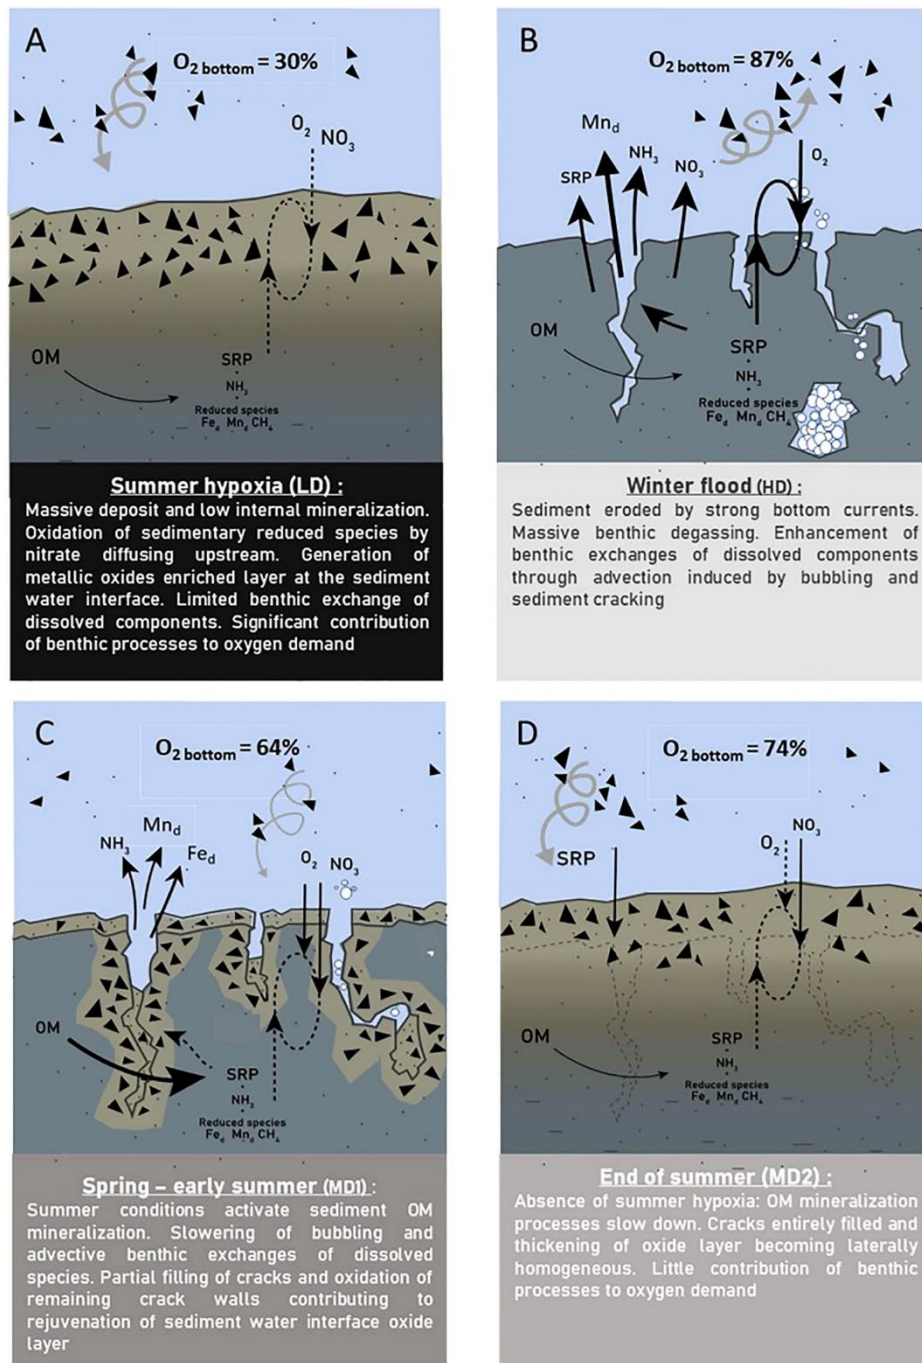 A
O2 bottom = 30%
O2
NO3
OM
SRP
+
NH3
+
Reduced species
Fed Mnd CH4
Summer hypoxia (LD) :
Massive deposit and low internal mineralization.
Oxidation of sedimentary reduced species by
nitrate diffusing upstream. Generation of
metallic oxides enriched layer at the sediment
water interface. Limited benthic exchange of
dissolved components. Significant contribution
of benthic processes to oxygen demand
B
O2 bottom = 87%
Mnd
SRP
NH3
NO3
O2
OM
SRP
+
NH3
+
Reduced species
Fed Mnd CH4
Winter flood (HD) :
Sediment eroded by strong bottom currents.
Massive benthic degassing. Enhancement of
benthic exchanges of dissolved components
through advection induced by bubbling and
sediment cracking
C
O2 bottom = 64%
NH3
Mnd
Fed
O2
NO3
OM
SRP
+
NH3
+
Reduced species
Fed Mnd CH4
Spring – early summer (MD1) :
Summer conditions activate sediment OM
mineralization. Slowering of bubbling and
advective benthic exchanges of dissolved
species. Partial filling of cracks and oxidation of
remaining crack walls contributing to
rejuvenation of sediment water interface oxide
layer
D
O2 bottom = 74%
SRP
O2
NO3
OM
SRP
+
NH3
+
Reduced species
Fed Mnd CH4
End of summer (MD2) :
Absence of summer hypoxia: OM mineralization
processes slow down. Cracks entirely filled and
thickening of oxide layer becoming laterally
homogeneous. Little contribution of benthic
processes to oxygen demand